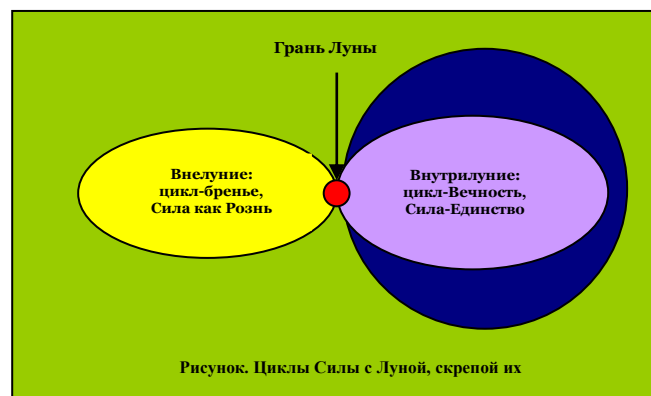 Грань Луны
Внелуние:
цикл-бренье,
Сила как Рознь
Внутрилуние:
цикл-Вечность,
Сила-Единство
Рисунок. Циклы Силы с Луной, скрепой их